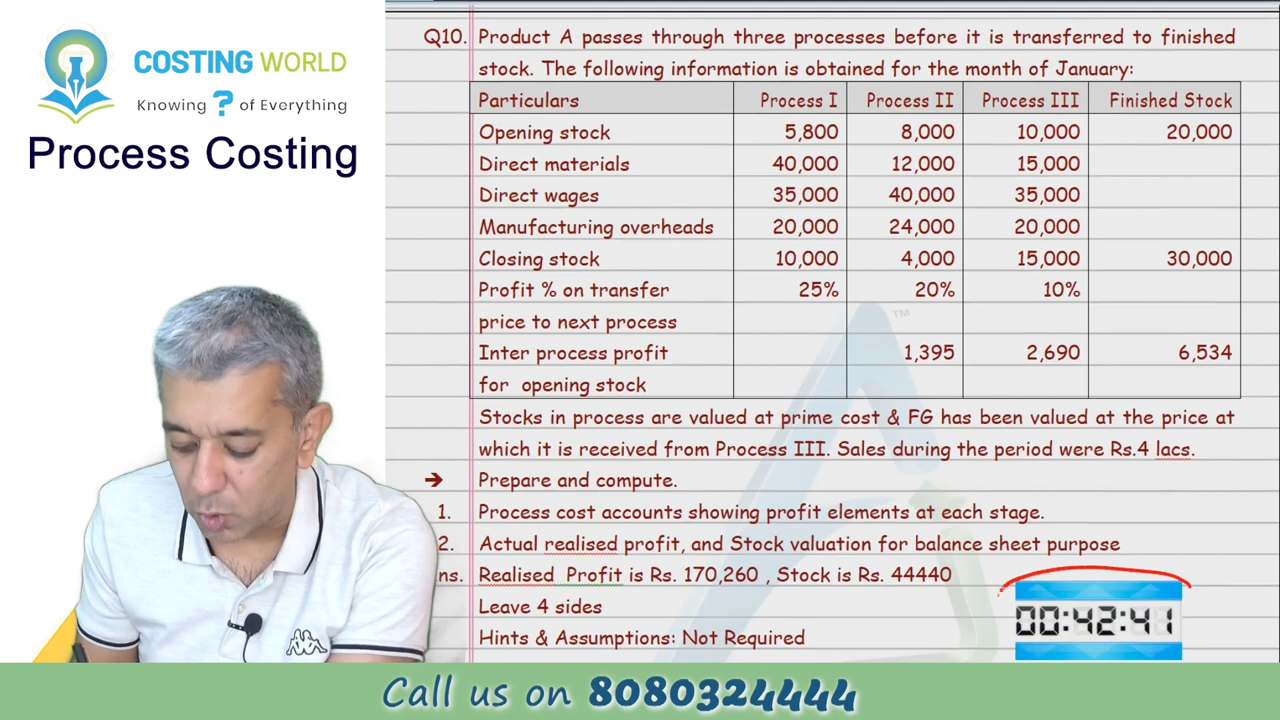 COSTING WORLD
Knowing ? of Everything
Process Costing
Q10. Product A passes through three processes before it is transferred to finished
stock. The following information is obtained for the month of January:
Particulars Process I Process II Process III Finished Stock
Opening stock 5,800 8,000 10,000 20,000
Direct materials 40,000 12,000 15,000
Direct wages 35,000 40,000 35,000
Manufacturing overheads 20,000 24,000 20,000
Closing stock 10,000 4,000 15,000 30,000
Profit % on transfer 25% 20% 10%
price to next process
Inter process profit 1,395 2,690 6,534
for opening stock
Stocks in process are valued at prime cost & FG has been valued at the price at
which it is received from Process III. Sales during the period were Rs.4 lacs.
➔ Prepare and compute.
1. Process cost accounts showing profit elements at each stage.
2. Actual realised profit, and Stock valuation for balance sheet purpose
ns. Realised Profit is Rs. 170,260 , Stock is Rs. 44440
Leave 4 sides
Hints & Assumptions: Not Required
00:42:41
TM
Kappa
Call us on 8080324444